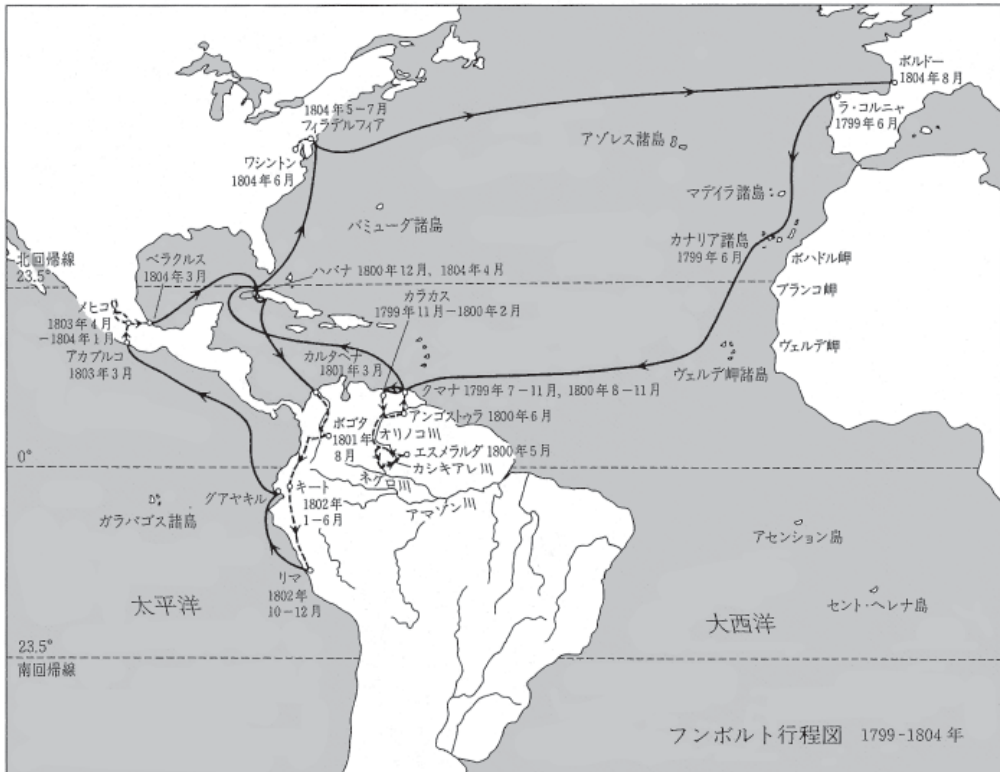 ボルドー
1804年8月
ラ・コルニャ
1799年6月
1804年5-7月
フィラデルフィア
アゾレス諸島
ワシントン
1804年6月
マデイラ諸島
バミューダ諸島
カナリア諸島
1799年6月
ボハドル岬
北回帰線
23.5°
ベラクルス
1804年3月
ハバナ 1800年12月、1804年4月
ブランコ岬
カラカス
1799年11月-1800年2月
メヒコ
1803年4月
-1804年1月
アカプルコ
1803年3月
カルタヘナ
1801年3月
ヴェルデ岬
ヴェルデ岬諸島
クマナ 1799年7-11月, 1800年8-11月
アンゴストゥラ 1800年6月
ボゴタ
1801年
8月
オリノコ川
エスメラルダ 1800年5月
カシキアレ川
0°
ネグロ川
キート
1802年
1-6月
グアヤキル
アマゾン川
ガラパゴス諸島
アセンション島
リマ
1802年
10-12月
太平洋
セント・ヘレナ島
大西洋
23.5°
南回帰線
フンボルト行程図 1799-1804年